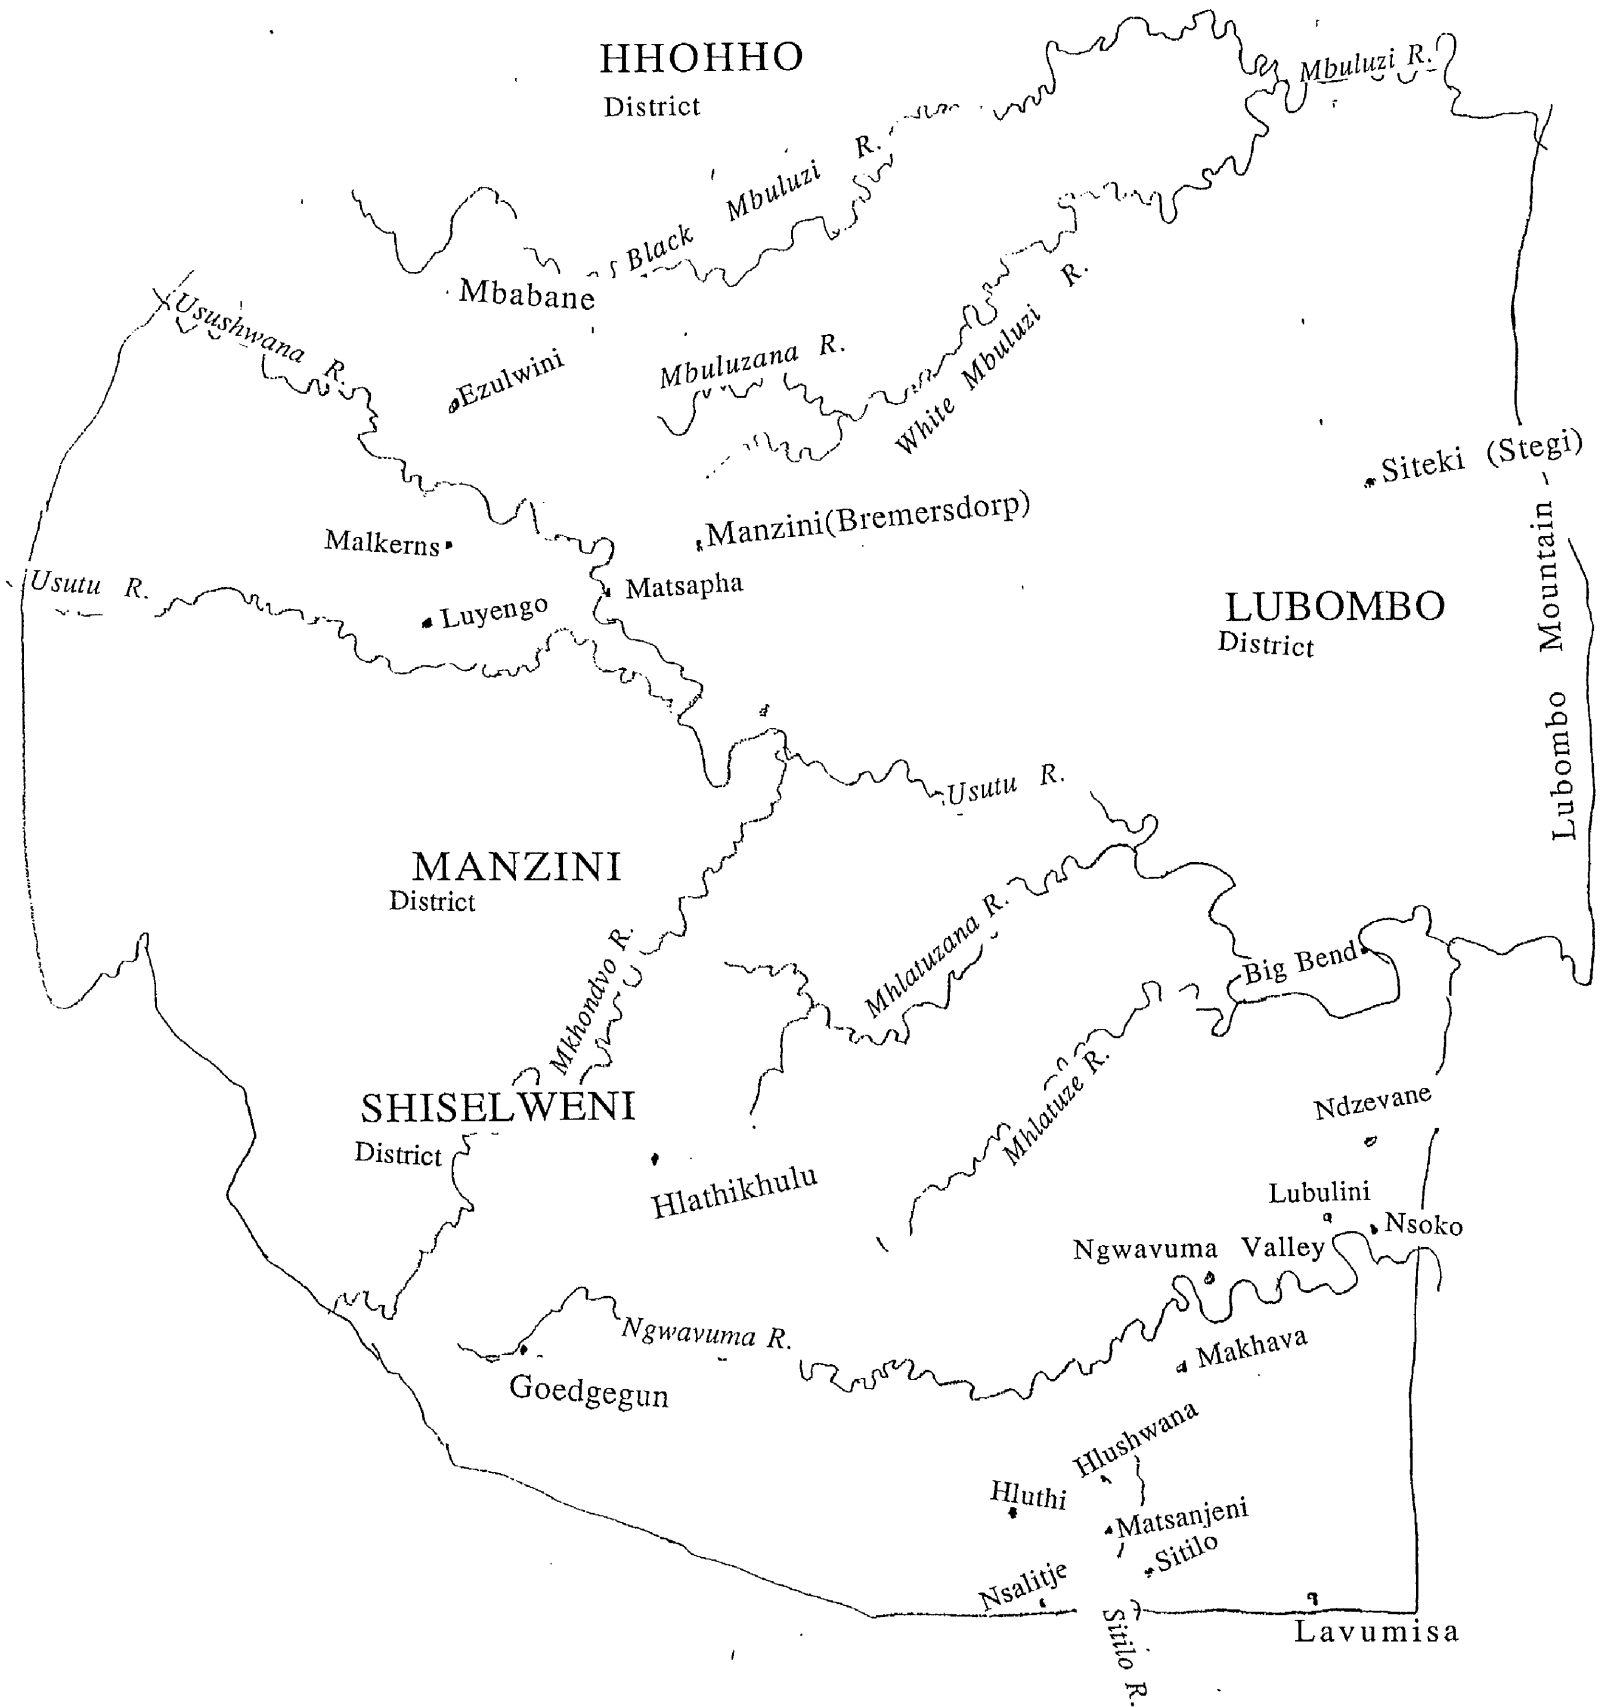 HHOHHO
District
Mbuluzi R.
Black Mbuluzi R.
Mbabane
Usushwana R.
Ezulwini
Mbuluzana R.
White Mbuluzi R.
Siteki (Stegi)
Manzini(Bremersdorp)
Malkerns
Usutu R.
Matsapha
Luyengo
LUBOMBO
District
Lubombo Mountain
Usutu R.
MANZINI
District
Mhlatuzana R.
Mkhondvo R.
Big Bend
Mhlatuze R.
SHISELWENI
District
Ndzevane
Hlathikhulu
Lubulini
Nsoko
Ngwavuma Valley
Ngwavuma R.
Makhava
Goedgegun
Hlushwana
Hluthi
Matsanjeni
Sitilo
Nsalitje
Sitilo R.
Lavumisa